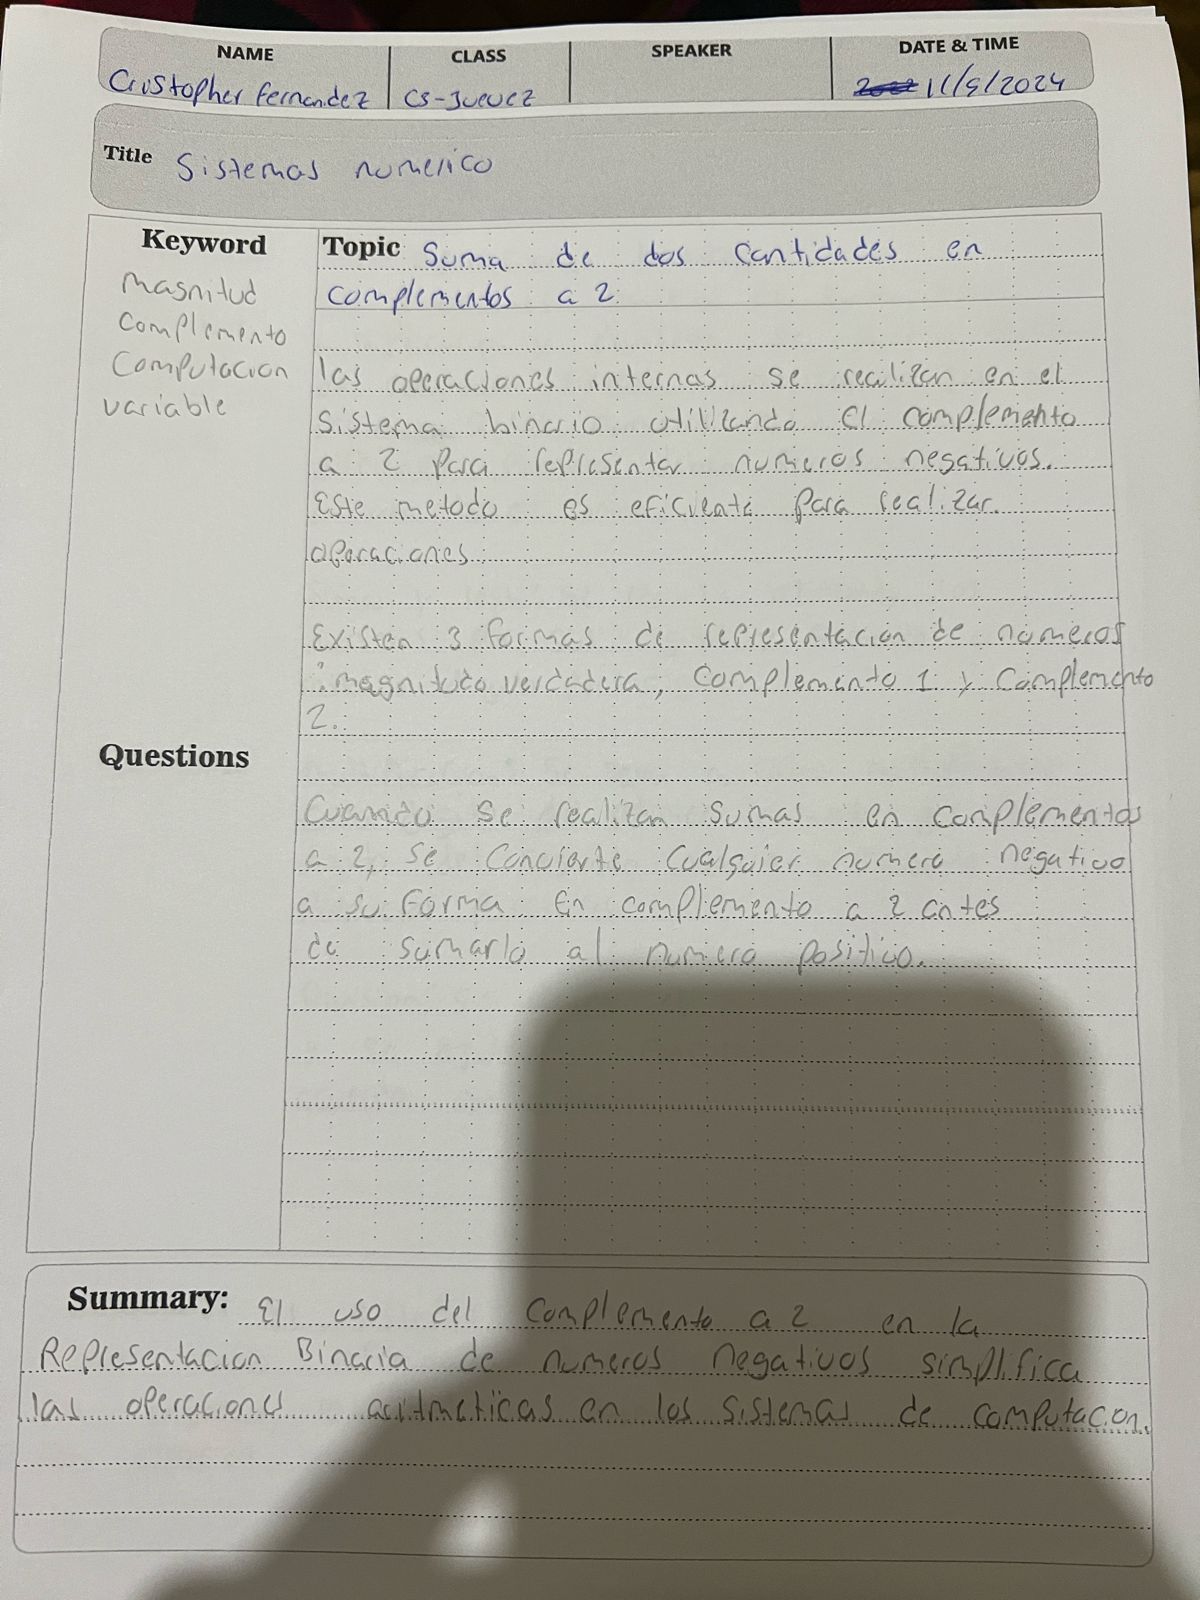 NAME CLASS SPEAKER DATE & TIME
Cristopher Fernandez CS-Juevez 11/9/2024
Title Sistemas numerico
Keyword
Magnitud
Complemento
Computacion
variable
Topic Suma de dos cantidades en
complementos a 2.
las operaciones internas se realizan en el
sistema binario utilizando el complemento
a 2 para representar numeros negativos.
Este metodo es eficiente para realizar
operaciones.
Existen 3 formas de representacion de numeros
: magnitud verdadera, Complemento 1 y Complemento
2.
Questions
Cuando se realizan sumas en complementos
a 2, se convierte cualquier numero negativo
a su forma en complemento a 2 antes
de sumarlo al numero positivo.
Summary: El uso del complemento a 2 en la
Representacion Binaria de numeros negativos simplifica
las operaciones aritmeticas en los sistemas de computacion.